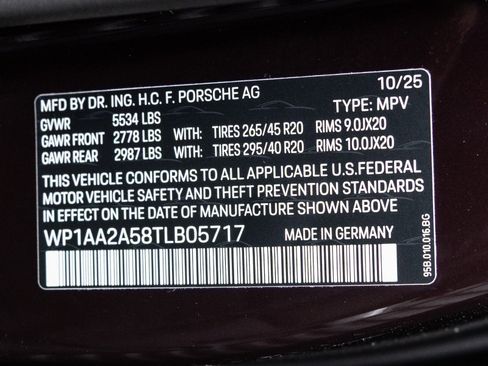 MFD BY DR. ING. H.C. F. PORSCHE AG 10/25
GVWR 5534 LBS TYPE: MPV
GAWR FRONT 2778 LBS WITH: TIRES 265/45 R20 RIMS 9.0JX20
GAWR REAR 2987 LBS WITH: TIRES 295/40 R20 RIMS 10.0JX20
THIS VEHICLE CONFORMS TO ALL APPLICABLE U.S.FEDERAL
MOTOR VEHICLE SAFETY AND THEFT PREVENTION STANDARDS
IN EFFECT ON THE DATE OF MANUFACTURE SHOWN ABOVE
WP1AA2A58TLB05717 MADE IN GERMANY
95B.010.016.BG